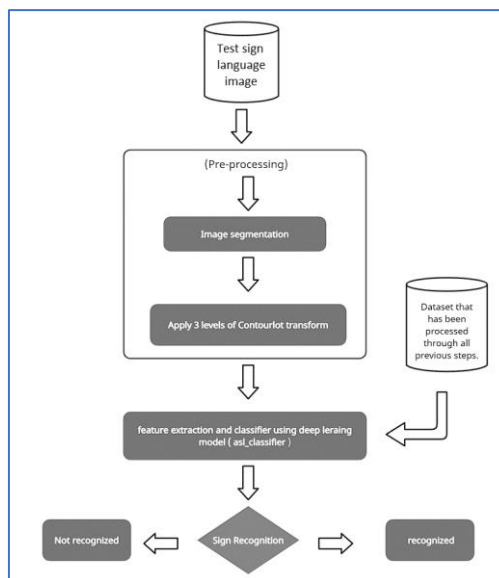 Test sign
language
image
(Pre-processing)
Image segmentation
Apply 3 levels of Contourlot transform
Dataset that
has been
processed
through all
previous steps.
feature extraction and classifier using deep leraing
model ( asl_classifier )
Not recognized
Sign Recognition
recognized